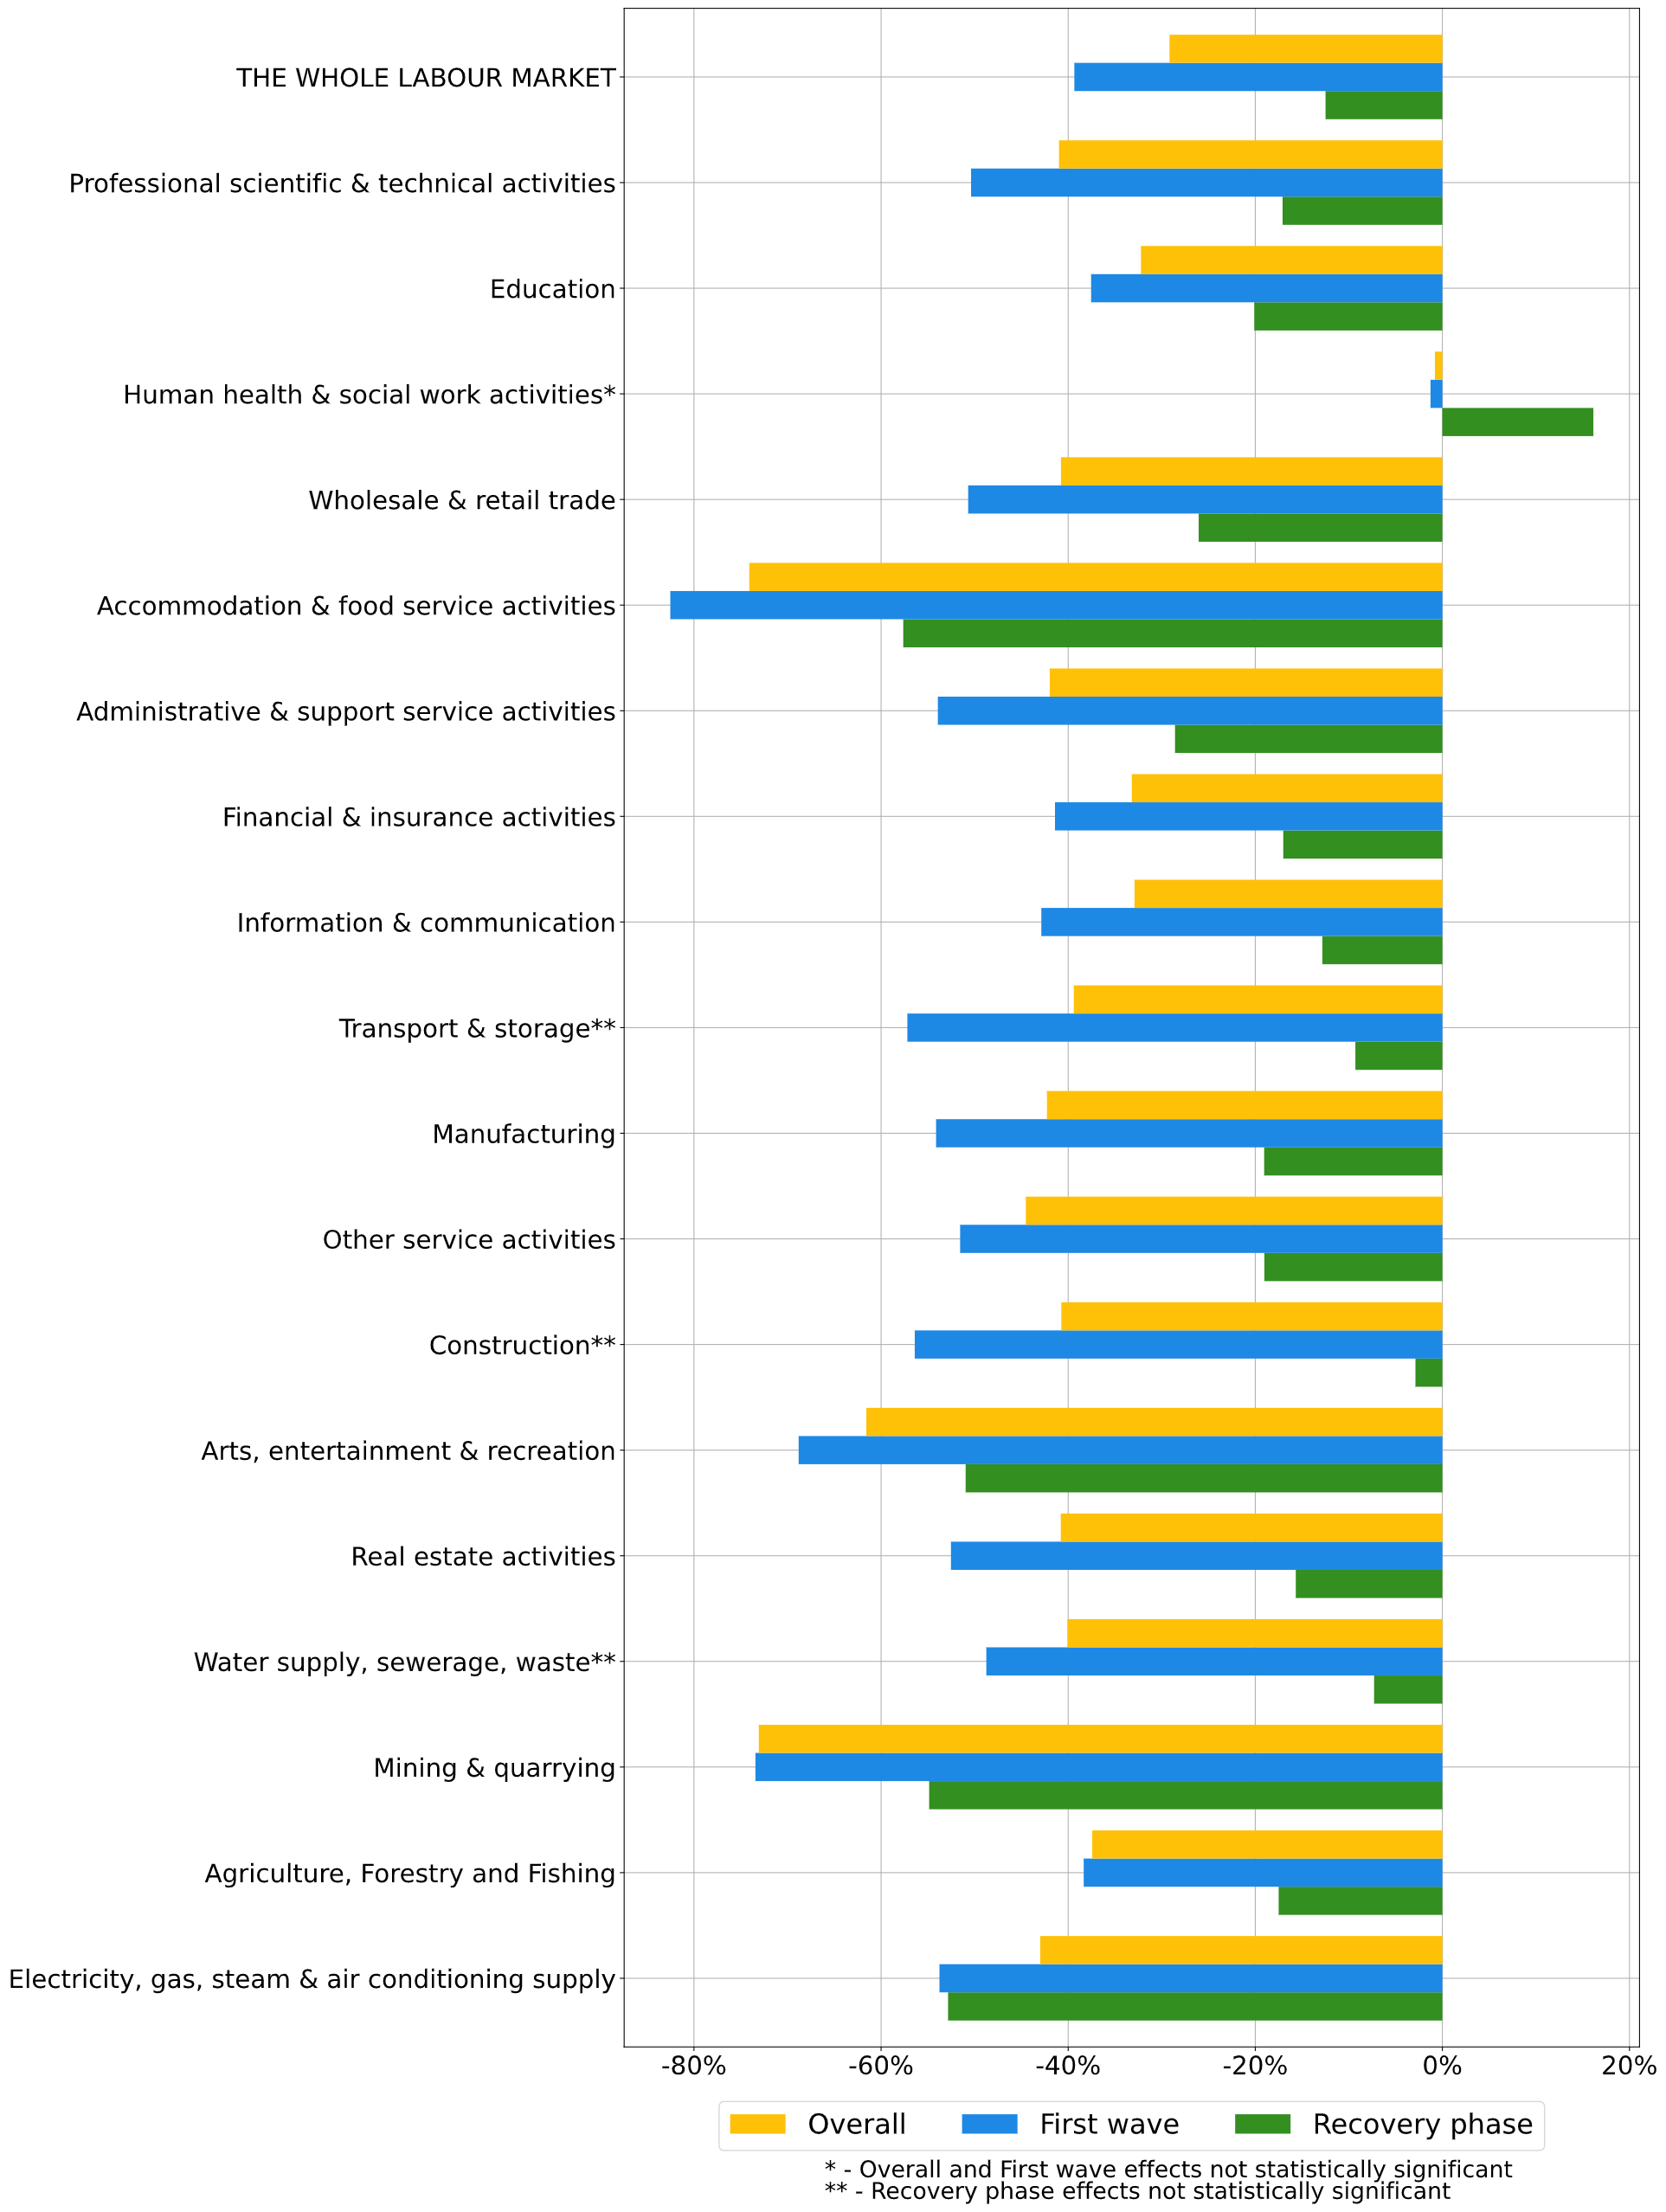 THE WHOLE LABOUR MARKET
Professional scientific & technical activities
Education
Human health & social work activities*
Wholesale & retail trade
Accommodation & food service activities
Administrative & support service activities
Financial & insurance activities
Information & communication
Transport & storage**
Manufacturing
Other service activities
Construction**
Arts, entertainment & recreation
Real estate activities
Water supply, sewerage, waste**
Mining & quarrying
Agriculture, Forestry and Fishing
Electricity, gas, steam & air conditioning supply
-80% -60% -40% -20% 0% 20%
Overall First wave Recovery phase
* - Overall and First wave effects not statistically significant
** - Recovery phase effects not statistically significant